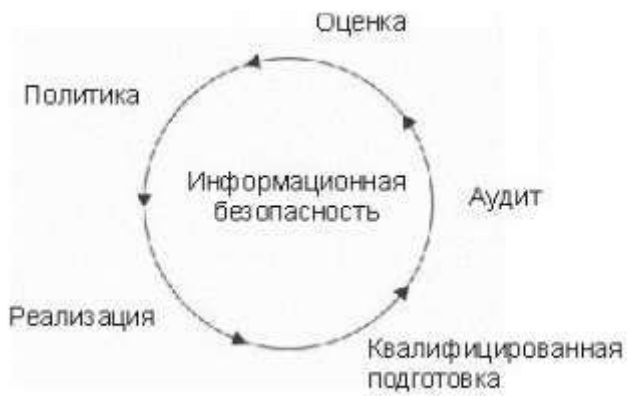 Оценка
Политика
Информационная
безопасность
Аудит
Реализация
Квалифицированная
подготовка